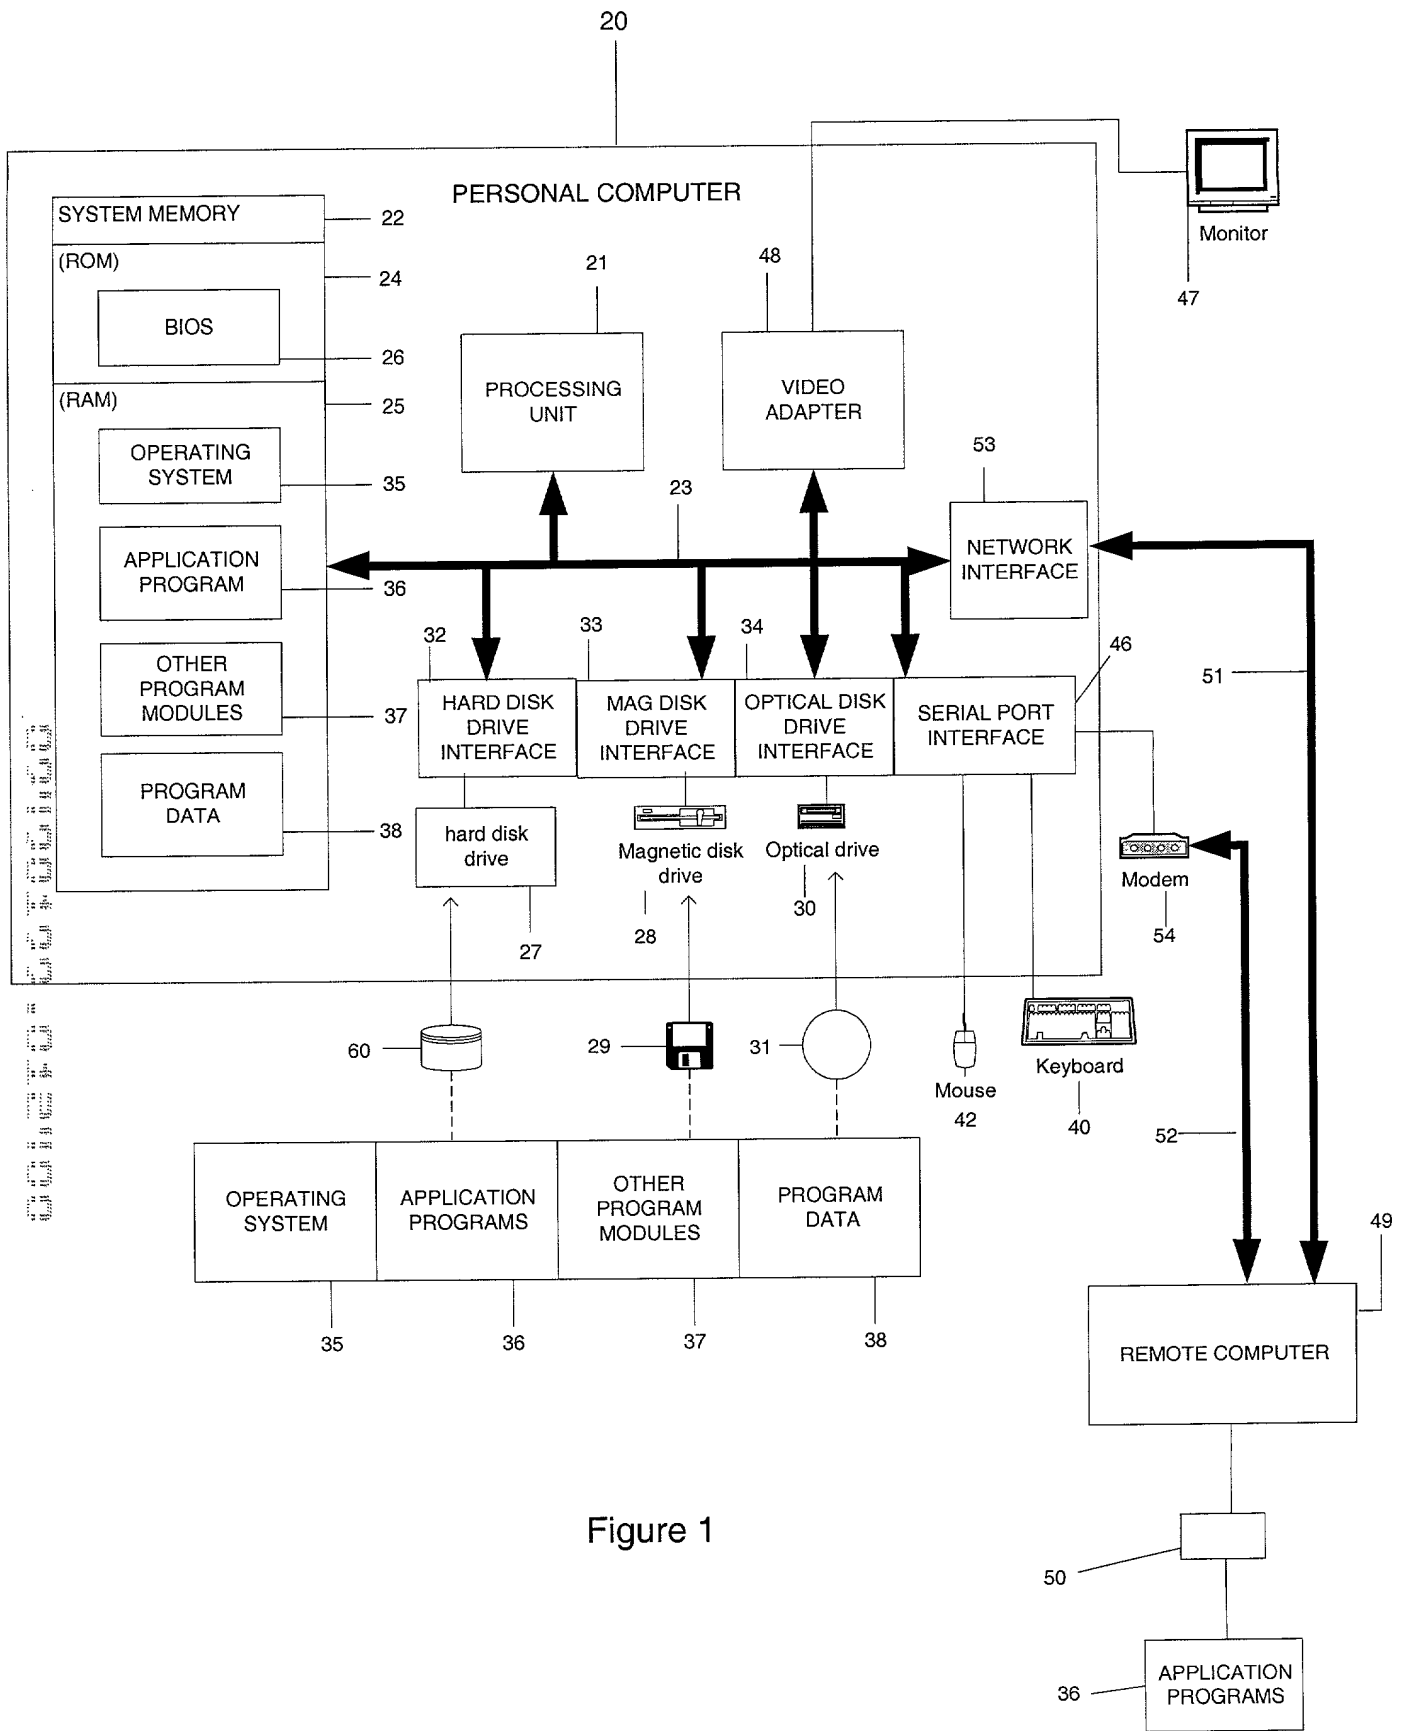 20
PERSONAL COMPUTER
SYSTEM MEMORY
22
(ROM)
24
BIOS
26
(RAM)
25
OPERATING
SYSTEM
35
APPLICATION
PROGRAM
36
OTHER
PROGRAM
MODULES
37
PROGRAM
DATA
38
21
PROCESSING
UNIT
48
VIDEO
ADAPTER
Monitor
47
23
53
NETWORK
INTERFACE
32
HARD DISK
DRIVE
INTERFACE
33
MAG DISK
DRIVE
INTERFACE
34
OPTICAL DISK
DRIVE
INTERFACE
46
SERIAL PORT
INTERFACE
51
hard disk
drive
27
Magnetic disk
drive
28
Optical drive
30
Modem
54
60
29
31
Mouse
42
Keyboard
40
52
OPERATING
SYSTEM
APPLICATION
PROGRAMS
OTHER
PROGRAM
MODULES
PROGRAM
DATA
35
36
37
38
49
REMOTE COMPUTER
50
36
APPLICATION
PROGRAMS
Figure 1